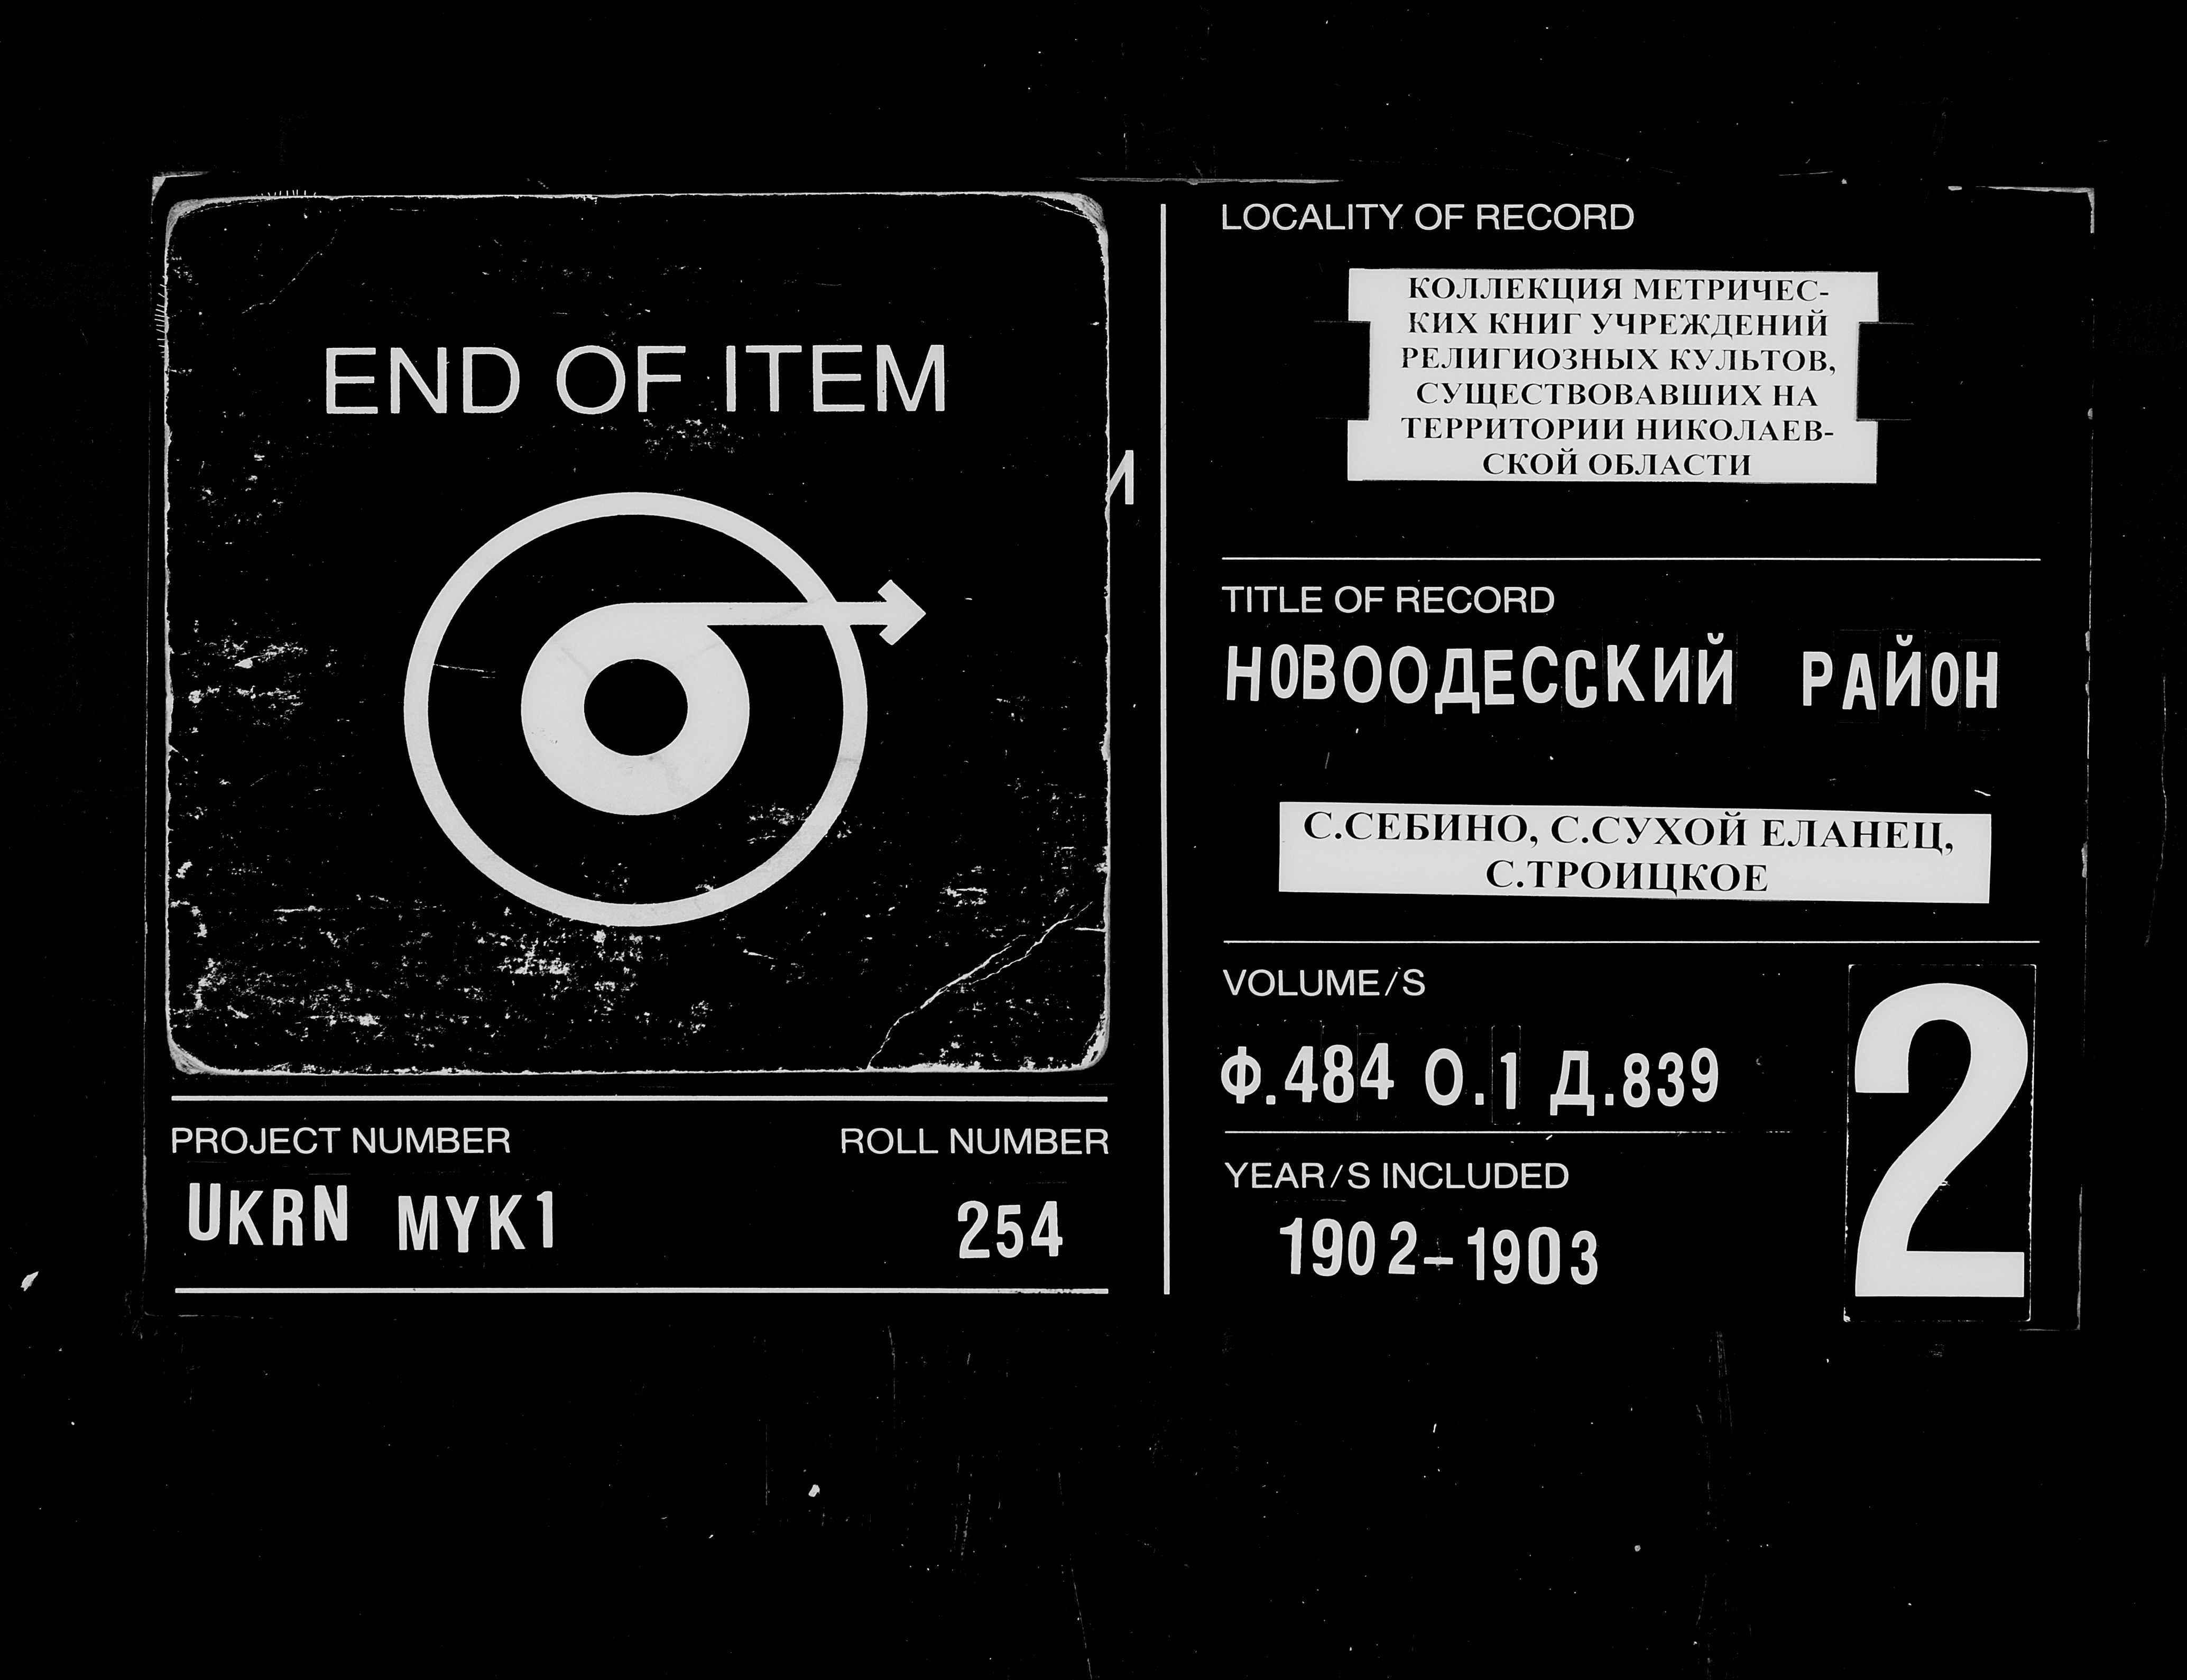 END OF ITEM
PROJECT NUMBER
ROLL NUMBER
UKRN MYK1
254
LOCALITY OF RECORD
КОЛЛЕКЦИЯ МЕТРИЧЕС-
КИХ КНИГ УЧРЕЖДЕНИЙ
РЕЛИГИОЗНЫХ КУЛЬТОВ,
СУЩЕСТВОВАВШИХ НА
ТЕРРИТОРИИ НИКОЛАЕВ-
СКОЙ ОБЛАСТИ
TITLE OF RECORD
НОВООДЕССКИЙ РАЙОН
С.СЕБИНО, С.СУХОЙ ЕЛАНЕЦ,
С.ТРОИЦКОЕ
VOLUME/S
Ф.484 О.1 Д.839
YEAR/S INCLUDED
1902-1903
2